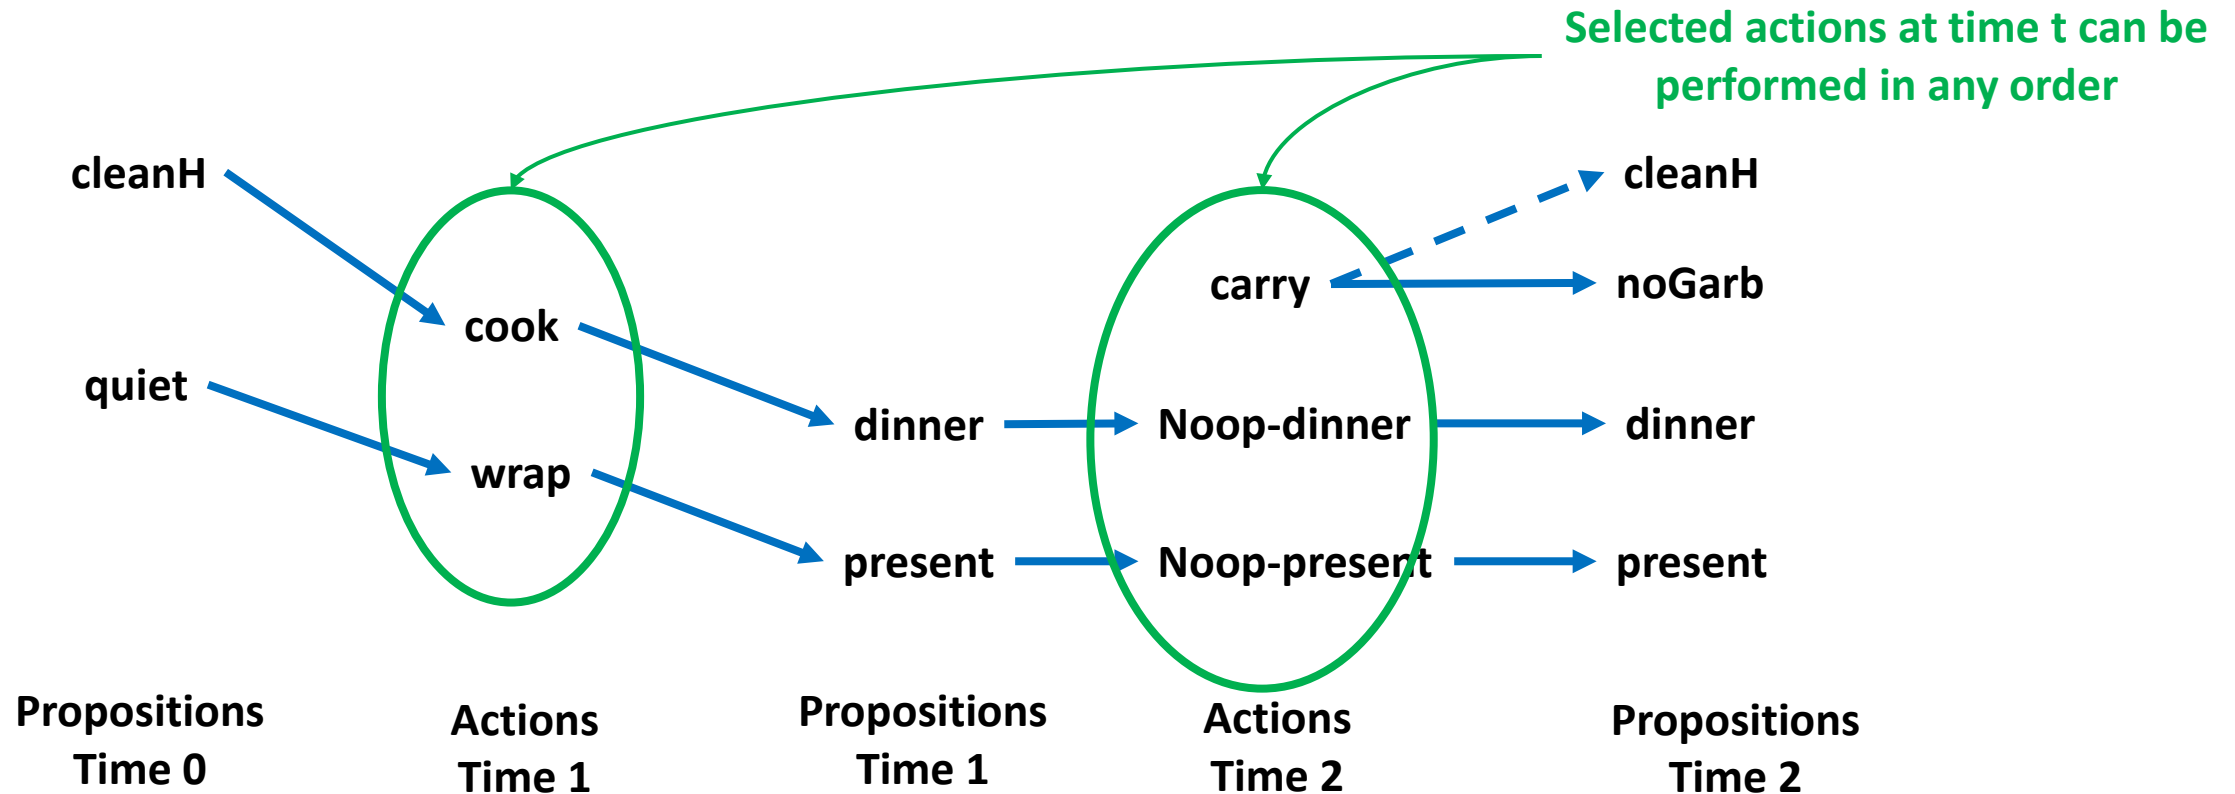 Selected actions at time t can be
performed in any order
cleanH
cleanH
carry
noGarb
cook
quiet
dinner
Noop-dinner
dinner
wrap
present
Noop-present
present
Propositions
Time 0
Actions
Time 1
Propositions
Time 1
Actions
Time 2
Propositions
Time 2